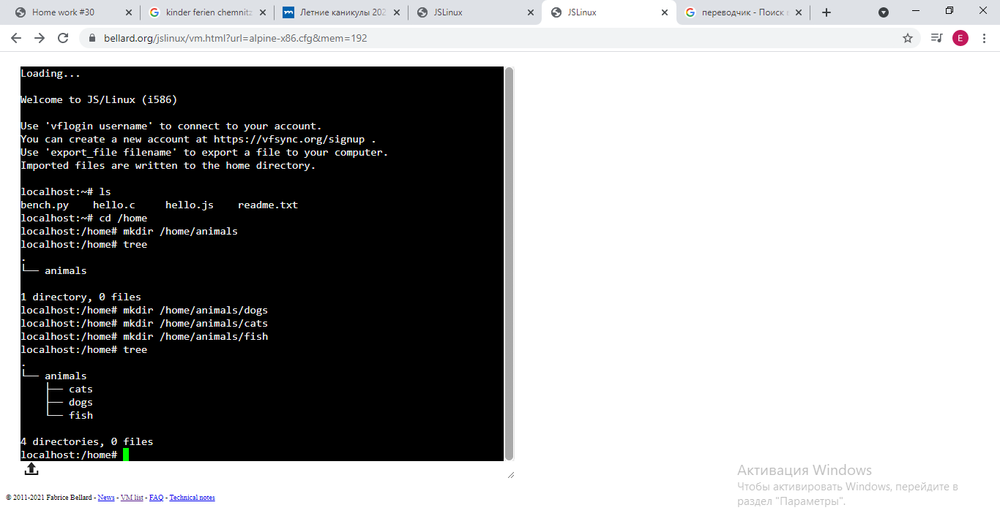 Home work #30
kinder ferien chemnitz
Летние каникулы 202
JSLinux
JSLinux
переводчик - Поиск в
bellard.org/jslinux/vm.html?url=alpine-x86.cfg&mem=192
E
Loading...
Welcome to JS/Linux (i586)
Use 'vflogin username' to connect to your account.
You can create a new account at https://vfsync.org/signup .
Use 'export_file filename' to export a file to your computer.
Imported files are written to the home directory.
localhost:~# ls
bench.py    hello.c     hello.js    readme.txt
localhost:~# cd /home
localhost:/home# mkdir /home/animals
localhost:/home# tree
.
└── animals
1 directory, 0 files
localhost:/home# mkdir /home/animals/dogs
localhost:/home# mkdir /home/animals/cats
localhost:/home# mkdir /home/animals/fish
localhost:/home# tree
.
└── animals
    ├── cats
    ├── dogs
    └── fish
4 directories, 0 files
localhost:/home#
© 2011-2021 Fabrice Bellard - News - VM list - FAQ - Technical notes
Активация Windows
Чтобы активировать Windows, перейдите в
раздел "Параметры".